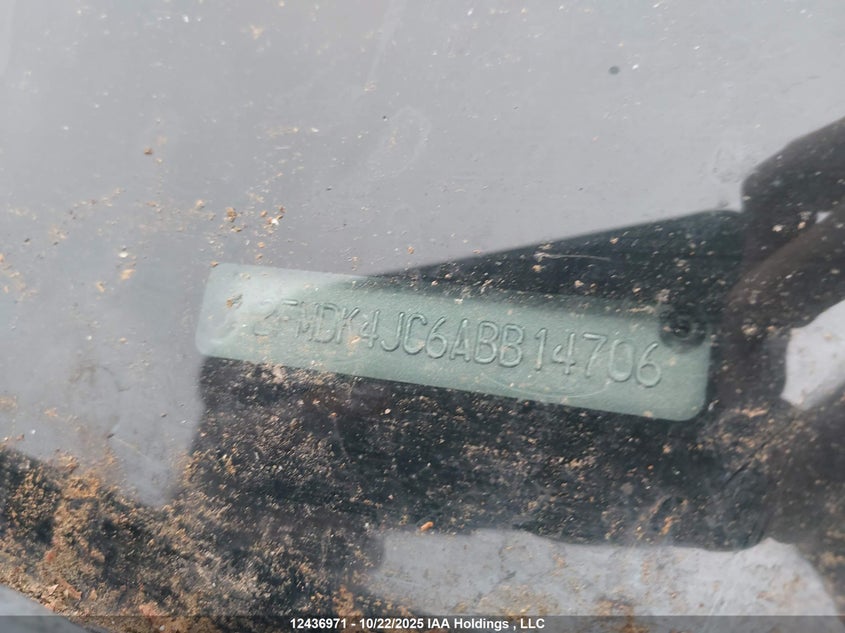 2FMDK4JC6ABB14706
12436971 - 10/22/2025 IAA Holdings , LLC